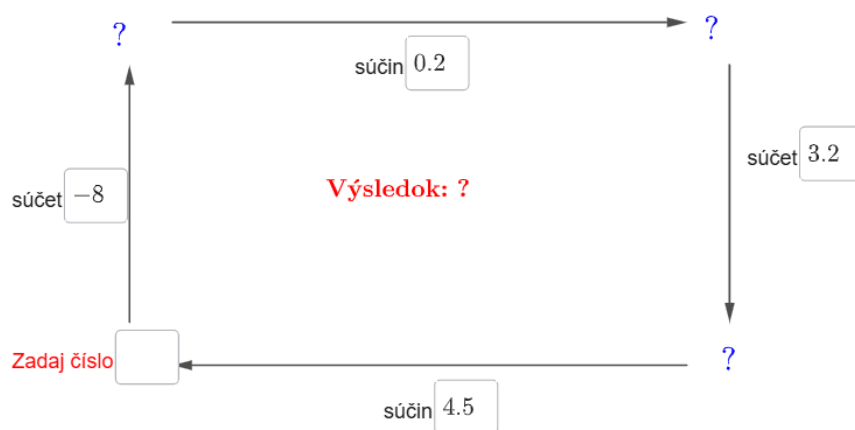 ? ?
súčin 0.2
súčet 3.2
Výsledok: ?
súčet −8
Zadaj číslo ?
súčin 4.5